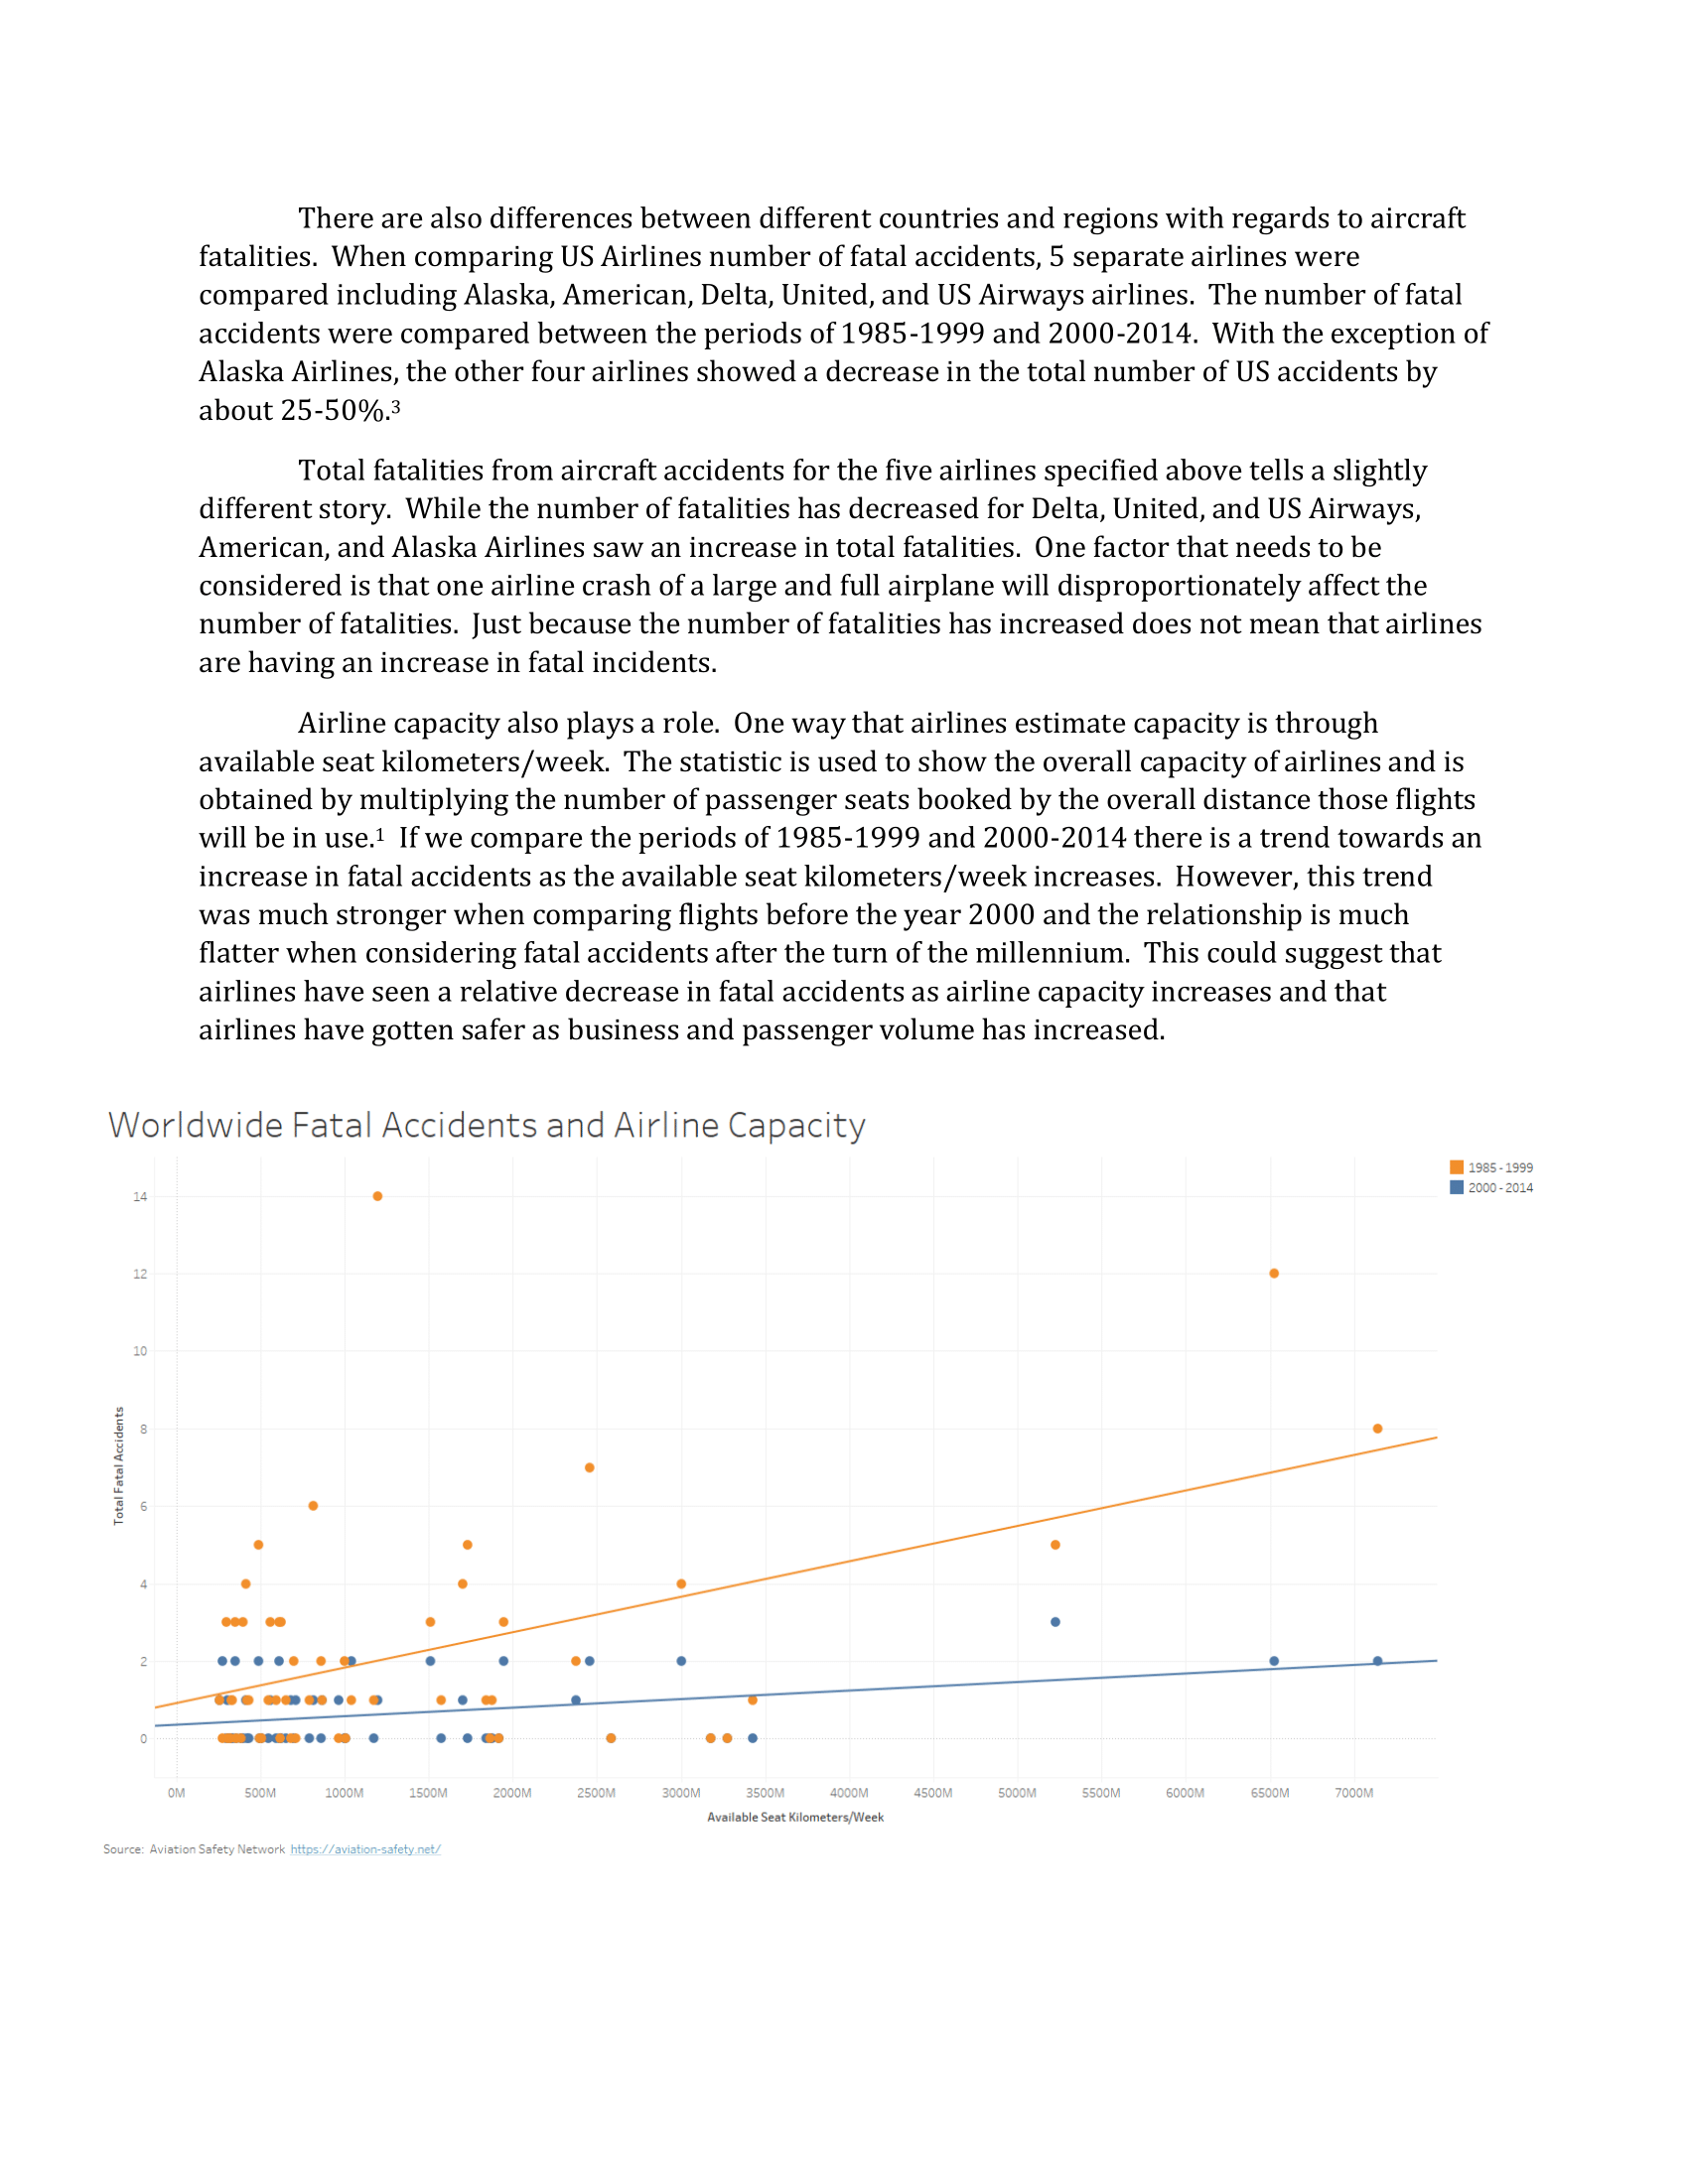 There are also differences between different countries and regions with regards to aircraft
fatalities.  When comparing US Airlines number of fatal accidents, 5 separate airlines were
compared including Alaska, American, Delta, United, and US Airways airlines.  The number of fatal
accidents were compared between the periods of 1985-1999 and 2000-2014.  With the exception of
Alaska Airlines, the other four airlines showed a decrease in the total number of US accidents by
about 25-50%.3
Total fatalities from aircraft accidents for the five airlines specified above tells a slightly
different story.  While the number of fatalities has decreased for Delta, United, and US Airways,
American, and Alaska Airlines saw an increase in total fatalities.  One factor that needs to be
considered is that one airline crash of a large and full airplane will disproportionately affect the
number of fatalities.  Just because the number of fatalities has increased does not mean that airlines
are having an increase in fatal incidents.
Airline capacity also plays a role.  One way that airlines estimate capacity is through
available seat kilometers/week.  The statistic is used to show the overall capacity of airlines and is
obtained by multiplying the number of passenger seats booked by the overall distance those flights
will be in use.1  If we compare the periods of 1985-1999 and 2000-2014 there is a trend towards an
increase in fatal accidents as the available seat kilometers/week increases.  However, this trend
was much stronger when comparing flights before the year 2000 and the relationship is much
flatter when considering fatal accidents after the turn of the millennium.  This could suggest that
airlines have seen a relative decrease in fatal accidents as airline capacity increases and that
airlines have gotten safer as business and passenger volume has increased.
Worldwide Fatal Accidents and Airline Capacity
1985 - 1999
2000 - 2014
14
12
10
8
6
4
2
0
Total Fatal Accidents
0M 500M 1000M 1500M 2000M 2500M 3000M 3500M 4000M 4500M 5000M 5500M 6000M 6500M 7000M
Available Seat Kilometers/Week
Source:  Aviation Safety Network  https://aviation-safety.net/